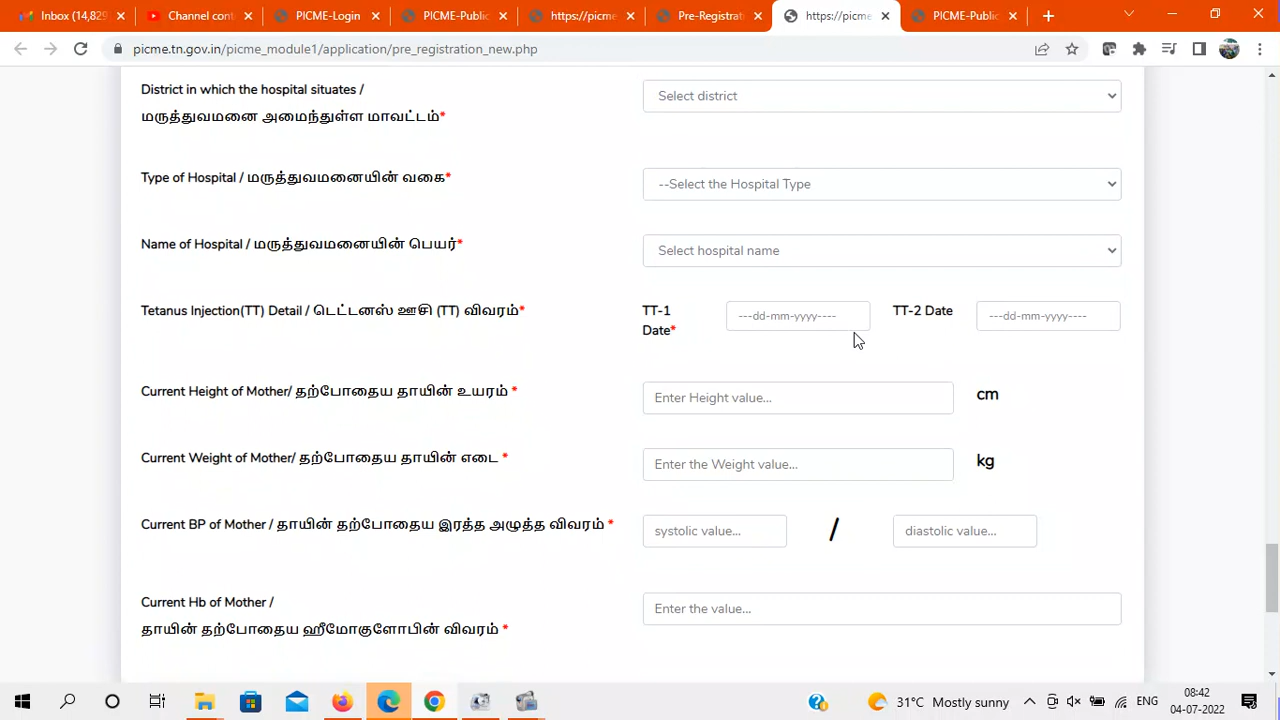 Inbox (14,829
Channel cont
PICME-Login
PICME-Public
https://picme
Pre-Registrati
https://picme
PICME-Public
picme.tn.gov.in/picme_module1/application/pre_registration_new.php
District in which the hospital situates /
மருத்துவமனை அமைந்துள்ள மாவட்டம்*
Select district
Type of Hospital / மருத்துவமனையின் வகை*
--Select the Hospital Type
Name of Hospital / மருத்துவமனையின் பெயர்*
Select hospital name
Tetanus Injection(TT) Detail / டெட்டனஸ் ஊசி (TT) விவரம்*
TT-1
Date*
---dd-mm-yyyy----
TT-2 Date
---dd-mm-yyyy----
Current Height of Mother/ தற்போதைய தாயின் உயரம் *
Enter Height value...
cm
Current Weight of Mother/ தற்போதைய தாயின் எடை *
Enter the Weight value...
kg
Current BP of Mother / தாயின் தற்போதைய இரத்த அழுத்த விவரம் *
systolic value...
/
diastolic value...
Current Hb of Mother /
தாயின் தற்போதைய ஹீமோகுளோபின் விவரம் *
Enter the value...
31°C Mostly sunny
ENG
08:42
04-07-2022